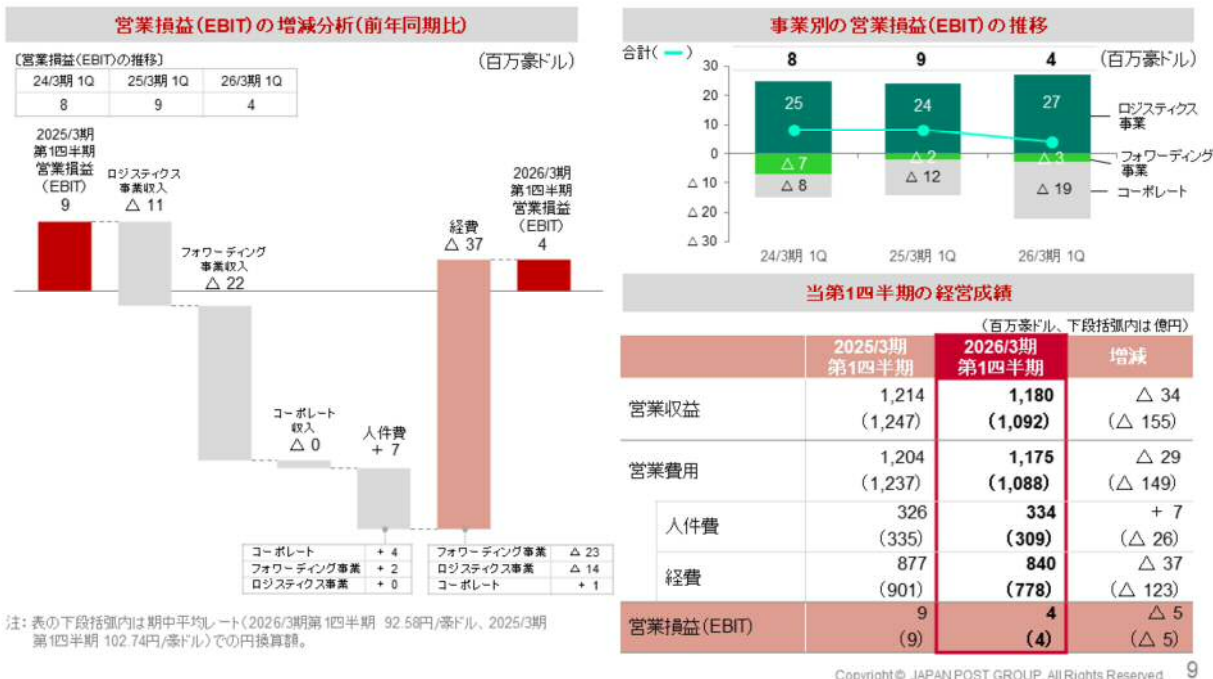 営業損益(EBIT)の増減分析(前年同期比)
〔営業損益(EBIT)の推移〕
(百万豪ドル)
24/3期 1Q 25/3期 1Q 26/3期 1Q
8 9 4
2025/3期
第1四半期
営業損益
(EBIT)
9
ロジスティクス
事業収入
△ 11
フォワーディング
事業収入
△ 22
コーポレート
収入
△ 0
人件費
+ 7
経費
△ 37
2026/3期
第1四半期
営業損益
(EBIT)
4
コーポレート + 4
フォワーディング事業 + 2
ロジスティクス事業 + 0
フォワーディング事業 △ 23
ロジスティクス事業 △ 14
コーポレート + 1
注: 表の下段括弧内は期中平均レート(2026/3期第1四半期 92.58円/豪ドル、2025/3期
第1四半期 102.74円/豪ドル)での円換算額。
事業別の営業損益(EBIT)の推移
合計( )
8 9 4
(百万豪ドル)
30
20
10
0
△ 10
△ 20
△ 30
25 24 27
△ 7 △ 2 △ 3
△ 8 △ 12 △ 19
ロジスティクス
事業
フォワーディング
事業
コーポレート
24/3期 1Q 25/3期 1Q 26/3期 1Q
当第1四半期の経営成績
(百万豪ドル、下段括弧内は億円)
2025/3期
第1四半期
2026/3期
第1四半期
増減
営業収益 1,214 1,180 △ 34
(1,247) (1,092) (△ 155)
営業費用 1,204 1,175 △ 29
(1,237) (1,088) (△ 149)
人件費 326 334 + 7
(335) (309) (△ 26)
経費 877 840 △ 37
(901) (778) (△ 123)
営業損益(EBIT) 9 4 △ 5
(9) (4) (△ 5)
Copyright© JAPAN POST GROUP. All Rights Reserved. 9